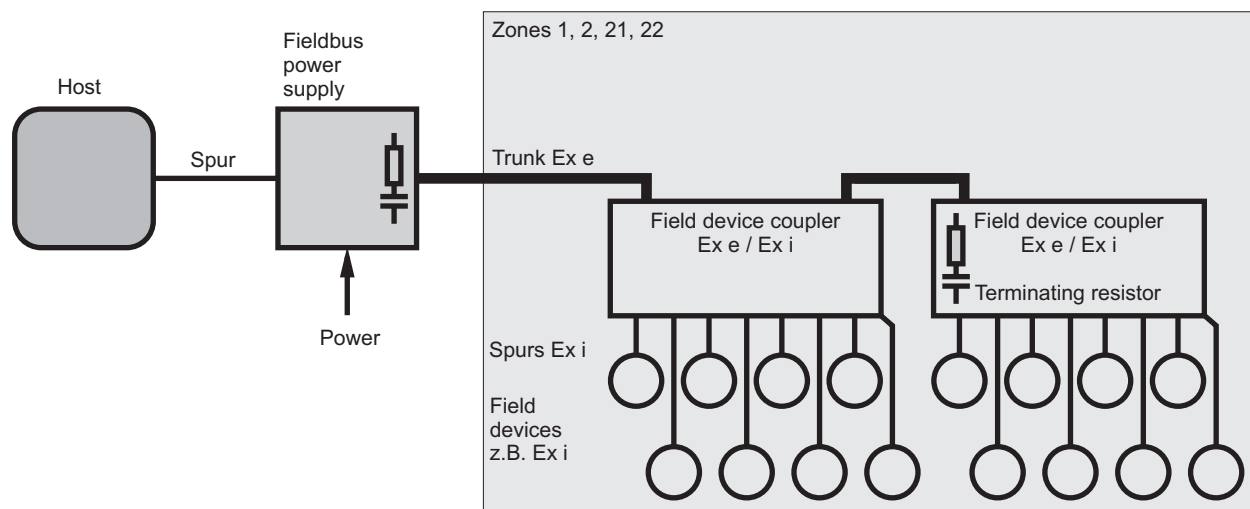 Zones 1, 2, 21, 22
Fieldbus
power
supply
Host
Spur
Trunk Ex e
Field device coupler
Ex e / Ex i
Field device coupler
Ex e / Ex i
Terminating resistor
Power
Spurs Ex i
Field
devices
z.B. Ex i